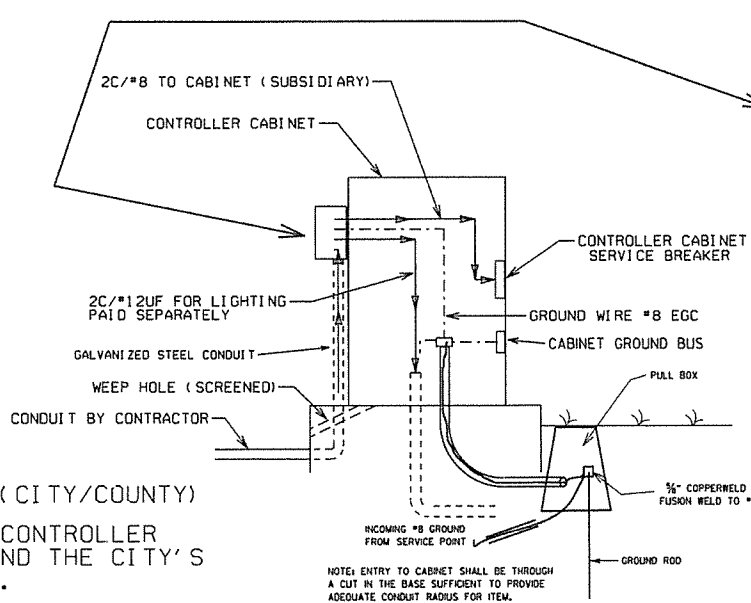 2C/#8 TO CABINET (SUBSIDIARY)
CONTROLLER CABINET
CONTROLLER CABINET
SERVICE BREAKER
2C/#12UF FOR LIGHTING
PAID SEPARATELY
GROUND WIRE #8 EGC
CABINET GROUND BUS
GALVANIZED STEEL CONDUIT
PULL BOX
WEEP HOLE (SCREENED)
CONDUIT BY CONTRACTOR
(CITY/COUNTY)
CONTROLLER
ND THE CITY'S
.
⅝" COPPERWELD
FUSION WELD TO #
INCOMING #8 GROUND
FROM SERVICE POINT
GROUND ROD
NOTE: ENTRY TO CABINET SHALL BE THROUGH
A CUT IN THE BASE SUFFICIENT TO PROVIDE
ADEQUATE CONDUIT RADIUS FOR ITEM.